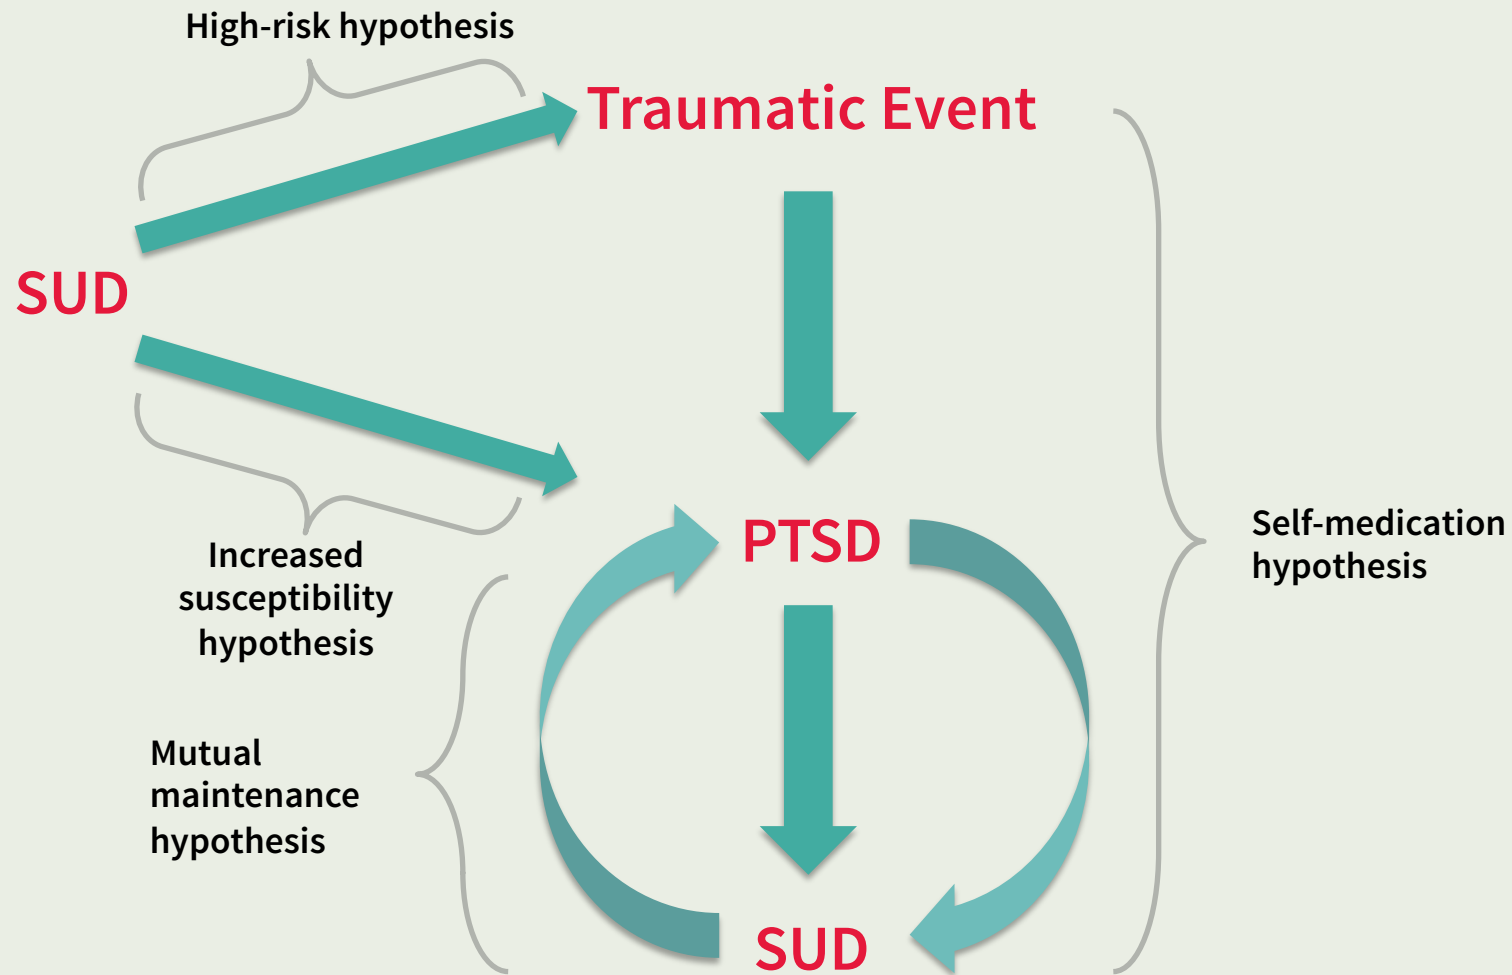 High-risk hypothesis
Traumatic Event
SUD
Increased
susceptibility
hypothesis
PTSD
Self-medication
hypothesis
Mutual
maintenance
hypothesis
SUD